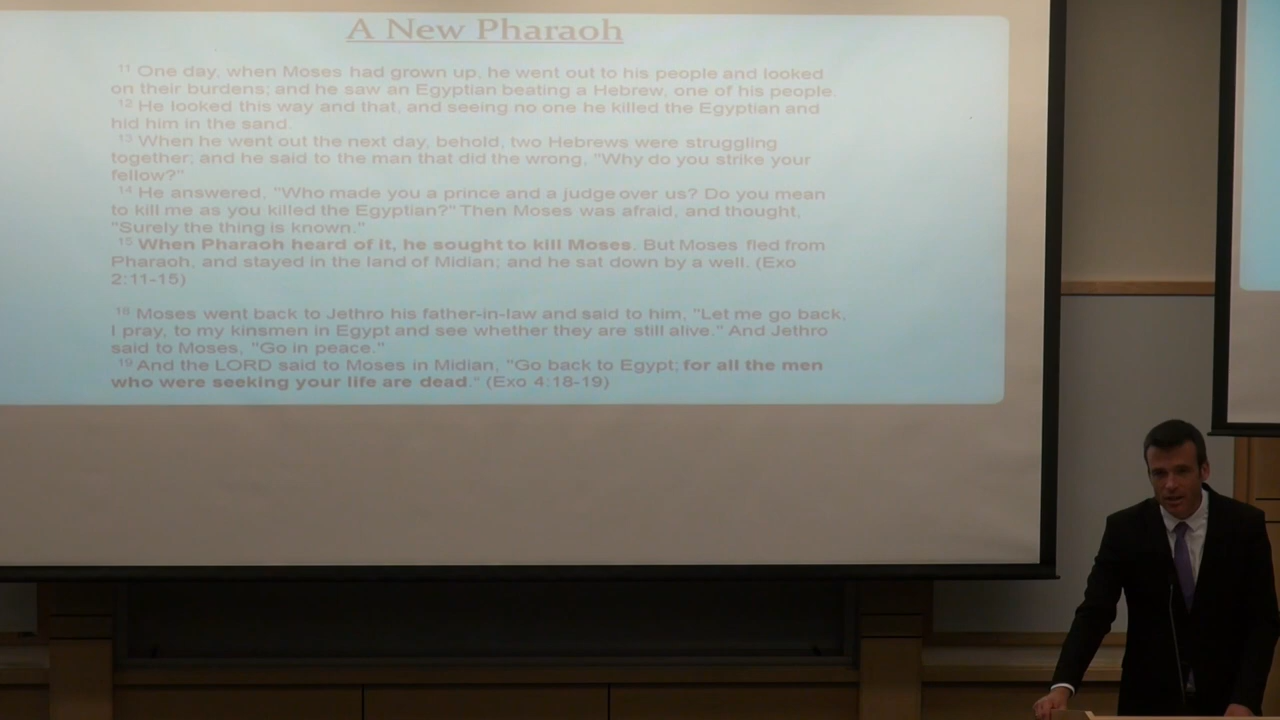 A New Pharaoh
11 One day, when Moses had grown up, he went out to his people and looked
on their burdens; and he saw an Egyptian beating a Hebrew, one of his people.
12 He looked this way and that, and seeing no one he killed the Egyptian and
hid him in the sand.
13 When he went out the next day, behold, two Hebrews were struggling
together; and he said to the man that did the wrong, "Why do you strike your
fellow?"
14 He answered, "Who made you a prince and a judge over us? Do you mean
to kill me as you killed the Egyptian?" Then Moses was afraid, and thought,
"Surely the thing is known."
15 When Pharaoh heard of it, he sought to kill Moses. But Moses fled from
Pharaoh, and stayed in the land of Midian; and he sat down by a well. (Exo
2:11-15)
18 Moses went back to Jethro his father-in-law and said to him, "Let me go back,
I pray, to my kinsmen in Egypt and see whether they are still alive." And Jethro
said to Moses, "Go in peace."
19 And the LORD said to Moses in Midian, "Go back to Egypt; for all the men
who were seeking your life are dead." (Exo 4:18-19)